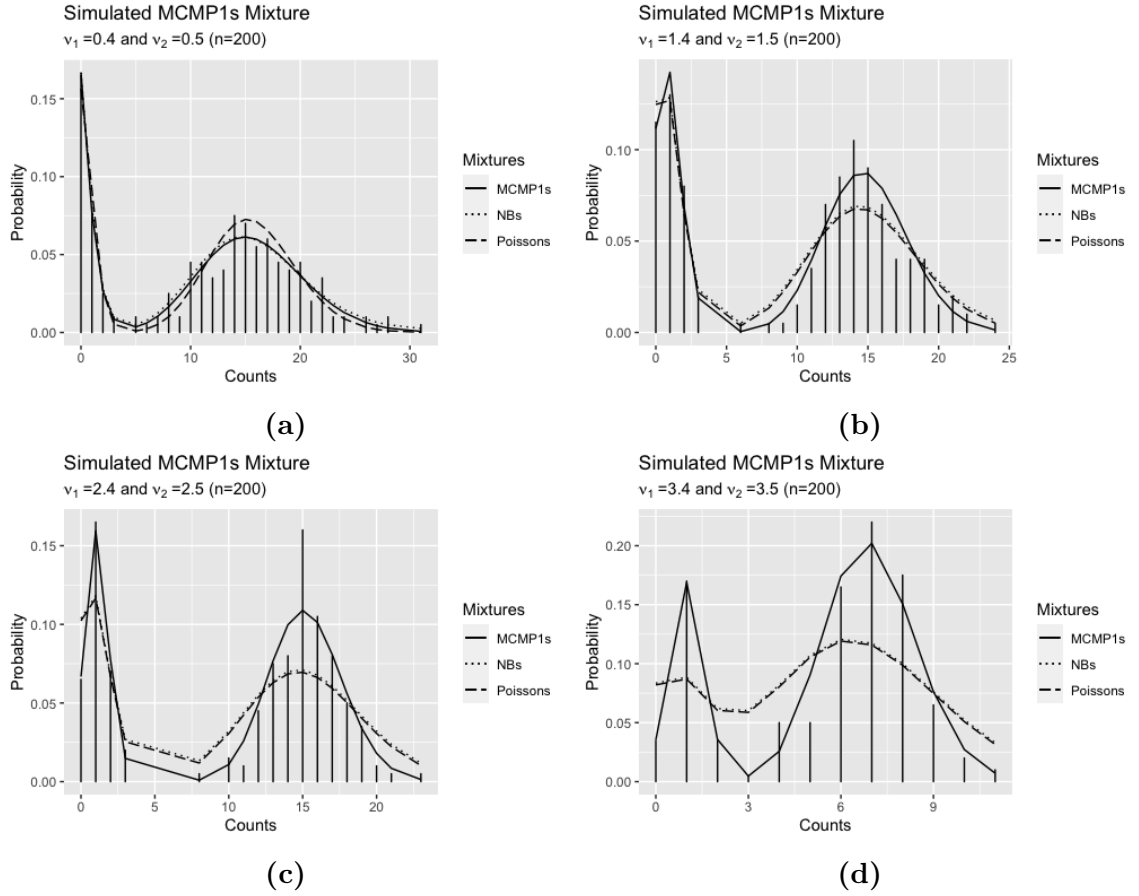 Simulated MCMP1s Mixture
ν1 =0.4 and ν2 =0.5 (n=200)
Probability
0.15
0.10
0.05
0.00
0 10 20 30
Counts
Mixtures
MCMP1s
NBs
Poissons
(a)
Simulated MCMP1s Mixture
ν1 =1.4 and ν2 =1.5 (n=200)
Probability
0.10
0.05
0.00
0 5 10 15 20 25
Counts
Mixtures
MCMP1s
NBs
Poissons
(b)
Simulated MCMP1s Mixture
ν1 =2.4 and ν2 =2.5 (n=200)
Probability
0.15
0.10
0.05
0.00
0 5 10 15 20
Counts
Mixtures
MCMP1s
NBs
Poissons
(c)
Simulated MCMP1s Mixture
ν1 =3.4 and ν2 =3.5 (n=200)
Probability
0.20
0.15
0.10
0.05
0.00
0 3 6 9
Counts
Mixtures
MCMP1s
NBs
Poissons
(d)